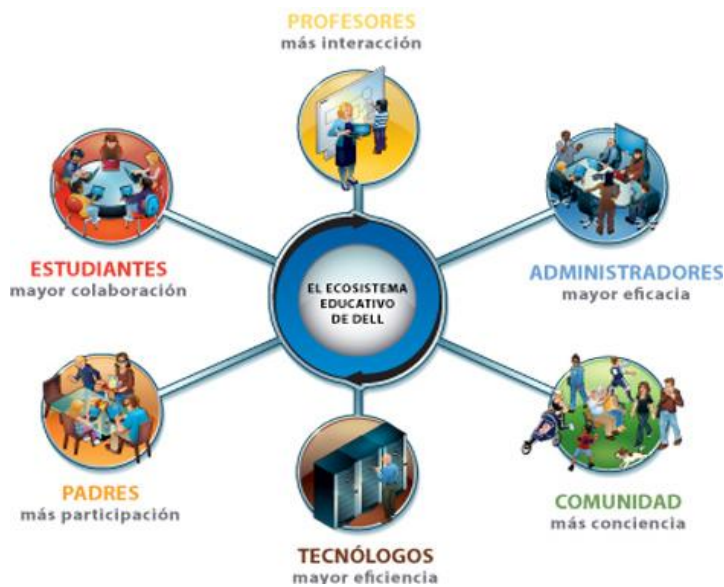 PROFESORES
más interacción
ESTUDIANTES
mayor colaboración
ADMINISTRADORES
mayor eficacia
EL ECOSISTEMA
EDUCATIVO
DE DELL
PADRES
más participación
COMUNIDAD
más conciencia
TECNÓLOGOS
mayor eficiencia